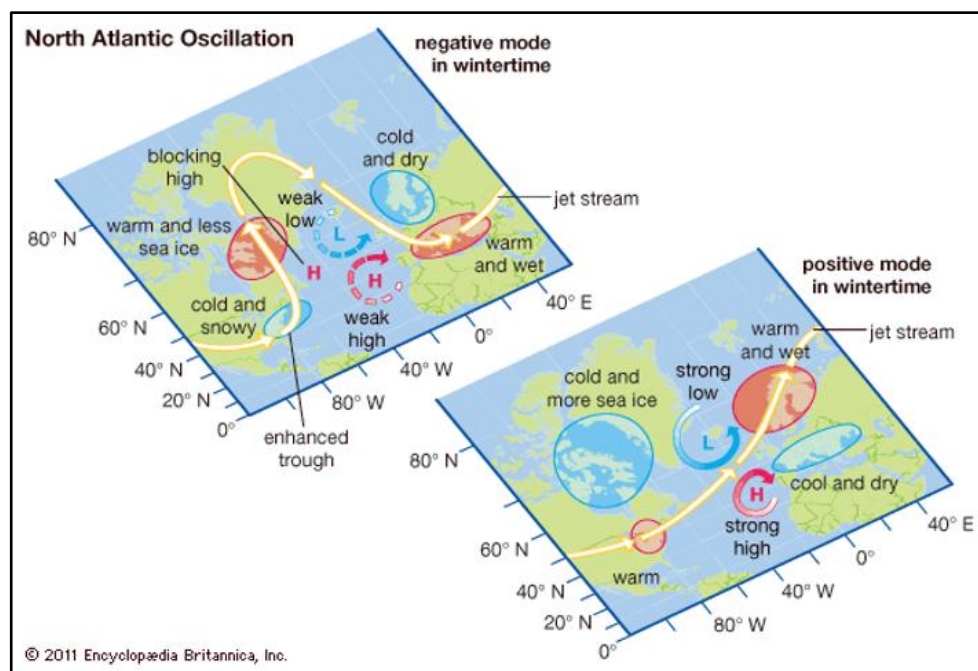 North Atlantic Oscillation
negative mode
in wintertime
blocking
high
cold
and dry
weak
low
jet stream
80° N
warm and less
sea ice
L
H
H
warm
and wet
cold and
snowy
weak
high
60° N
40° N
20° N
0°
80° W
40° W
0°
40° E
enhanced
trough
positive mode
in wintertime
jet stream
warm
and wet
strong
low
cold and
more sea ice
80° N
L
H
cool and dry
strong
high
warm
60° N
40° N
20° N
0°
80° W
40° W
0°
40° E
© 2011 Encyclopædia Britannica, Inc.